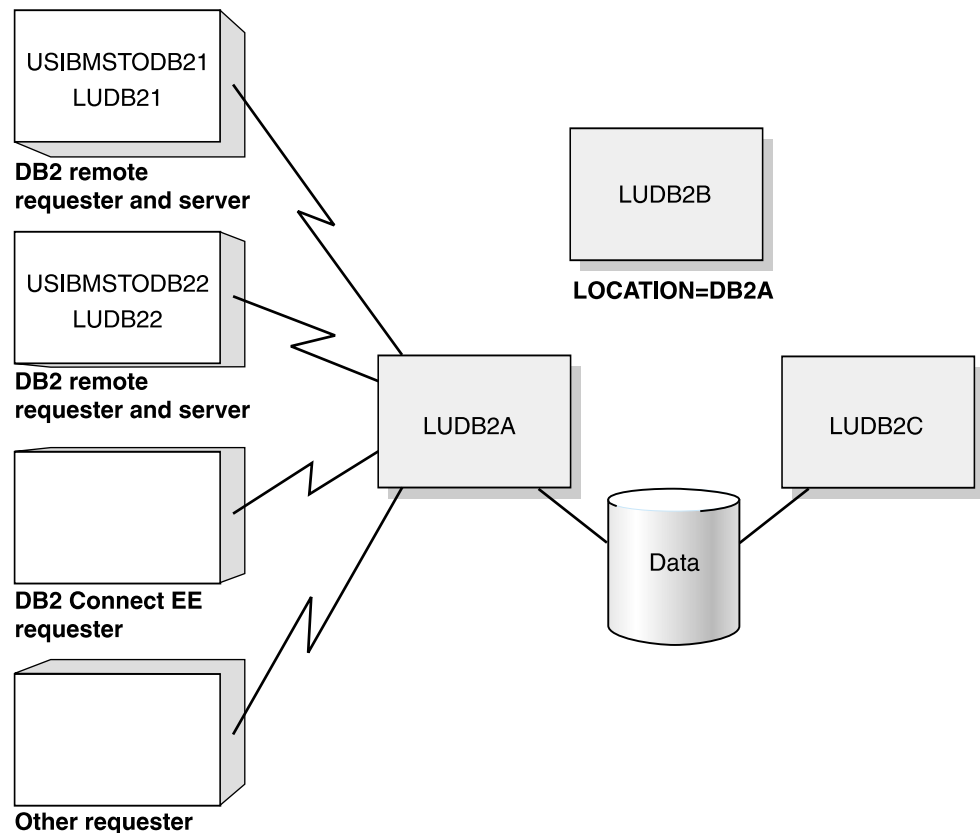 USIBMSTODB21
LUDB21
DB2 remote
requester and server
USIBMSTODB22
LUDB22
DB2 remote
requester and server
DB2 Connect EE
requester
Other requester
LUDB2B
LOCATION=DB2A
LUDB2A
LUDB2C
Data